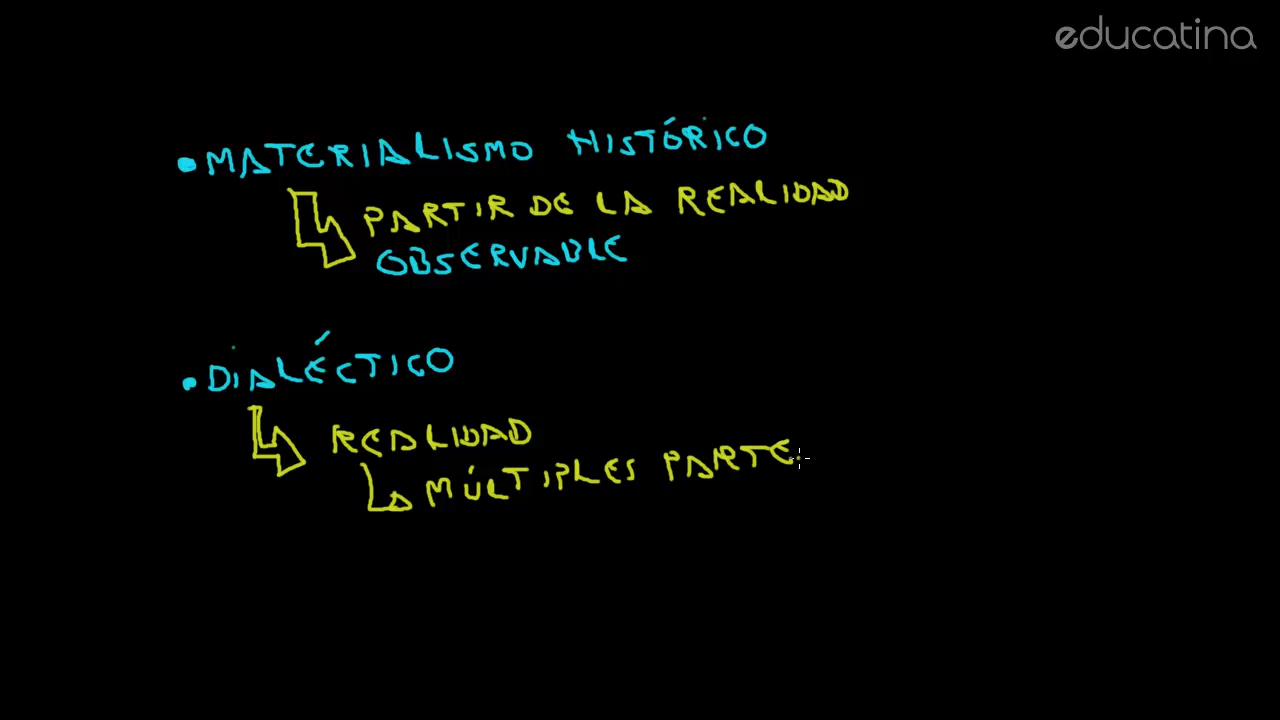 educatina
• MATERIALISMO HISTÓRICO
PARTIR DE LA REALIDAD
OBSERVABLE
• DIALÉCTICO
REALIDAD
MÚLTIPLES PARTE